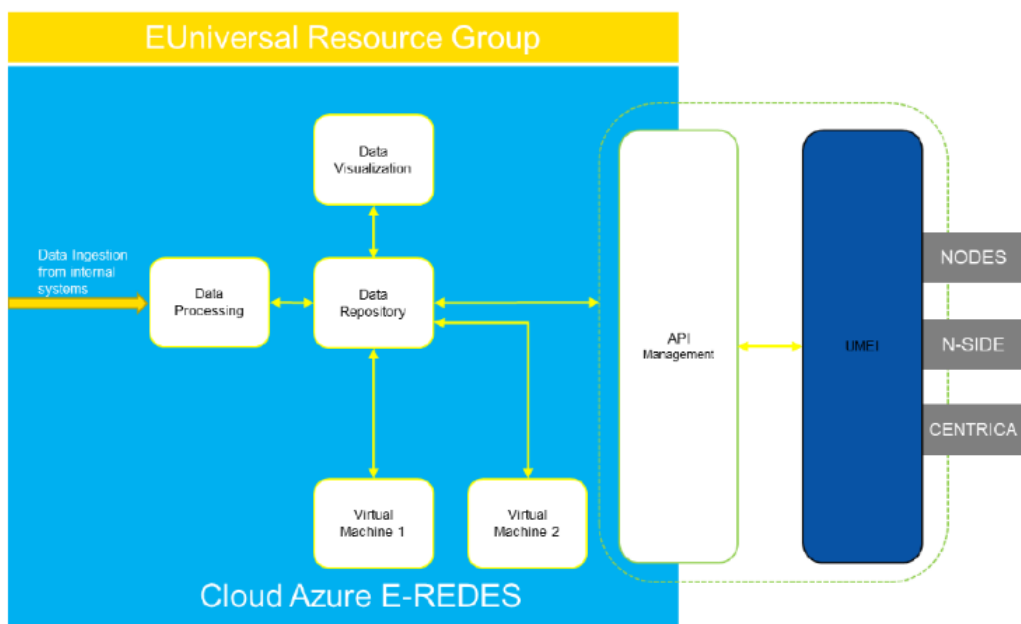 EUniversal Resource Group
Data
Visualization
Data Ingestion
from internal
systems
Data
Processing
Data
Repository
API
Management
UMEI
NODES
N-SIDE
CENTRICA
Virtual
Machine 1
Virtual
Machine 2
Cloud Azure E-REDES